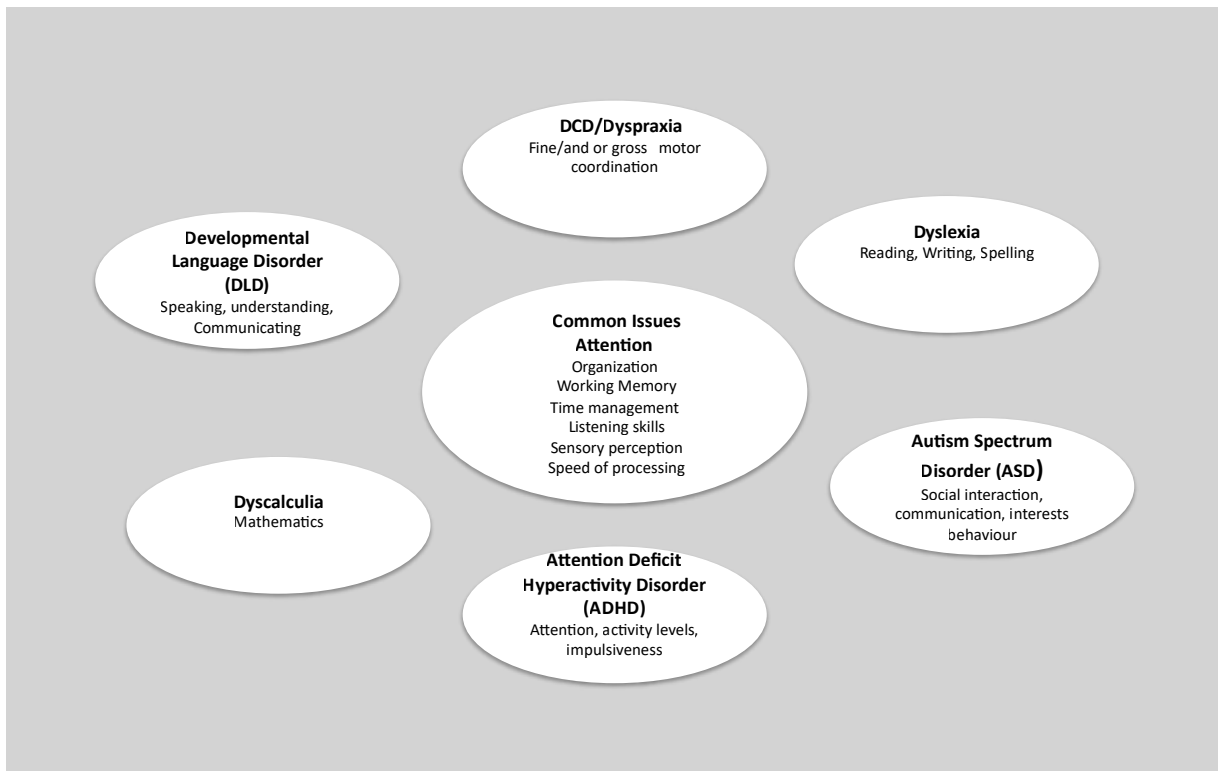 DCD/Dyspraxia
Fine/and or gross motor
coordination
Developmental
Language Disorder
(DLD)
Speaking, understanding,
Communicating
Dyslexia
Reading, Writing, Spelling
Common Issues
Attention
Organization
Working Memory
Time management
Listening skills
Sensory perception
Speed of processing
Autism Spectrum
Disorder (ASD)
Social interaction,
communication, interests
behaviour
Dyscalculia
Mathematics
Attention Deficit
Hyperactivity Disorder
(ADHD)
Attention, activity levels,
impulsiveness